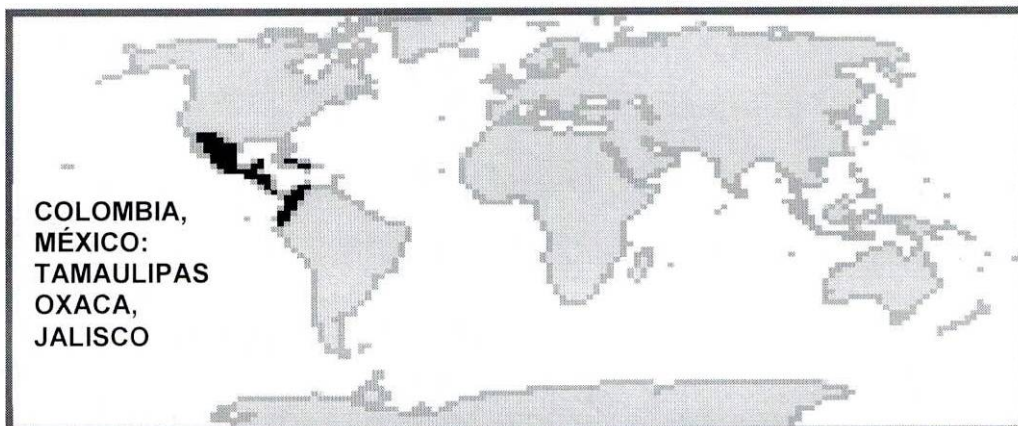 COLOMBIA,
MÉXICO:
TAMAULIPAS
OXACA,
JALISCO